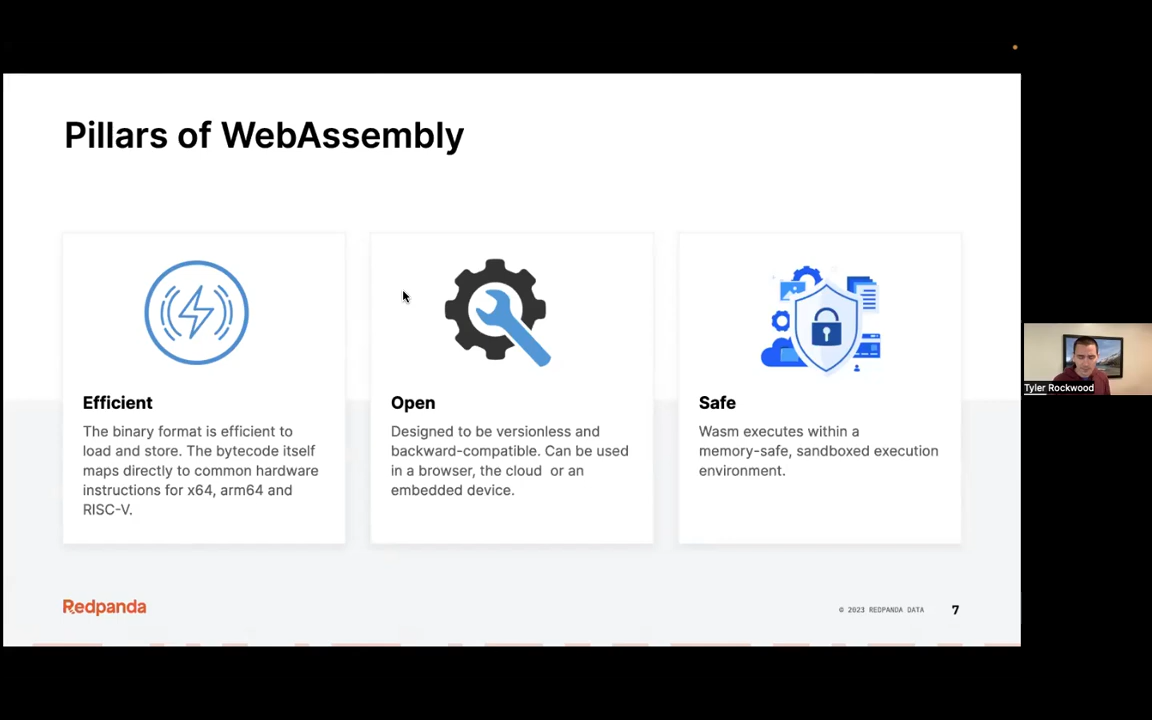 Pillars of WebAssembly
Efficient
The binary format is efficient to
load and store. The bytecode itself
maps directly to common hardware
instructions for x64, arm64 and
RISC-V.
Open
Designed to be versionless and
backward-compatible. Can be used
in a browser, the cloud or an
embedded device.
Safe
Wasm executes within a
memory-safe, sandboxed execution
environment.
Redpanda
© 2023 REDPANDA DATA
7
Tyler Rockwood